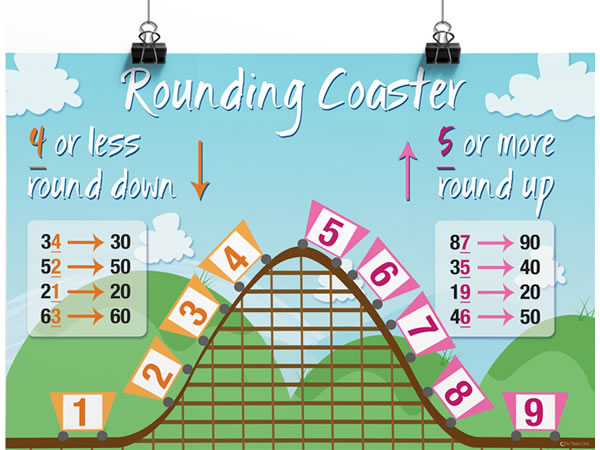 Rounding Coaster
4 or less
round down
5 or more
round up
34 → 30
52 → 50
21 → 20
63 → 60
87 → 90
35 → 40
19 → 20
46 → 50
1
2
3
4
5
6
7
8
9